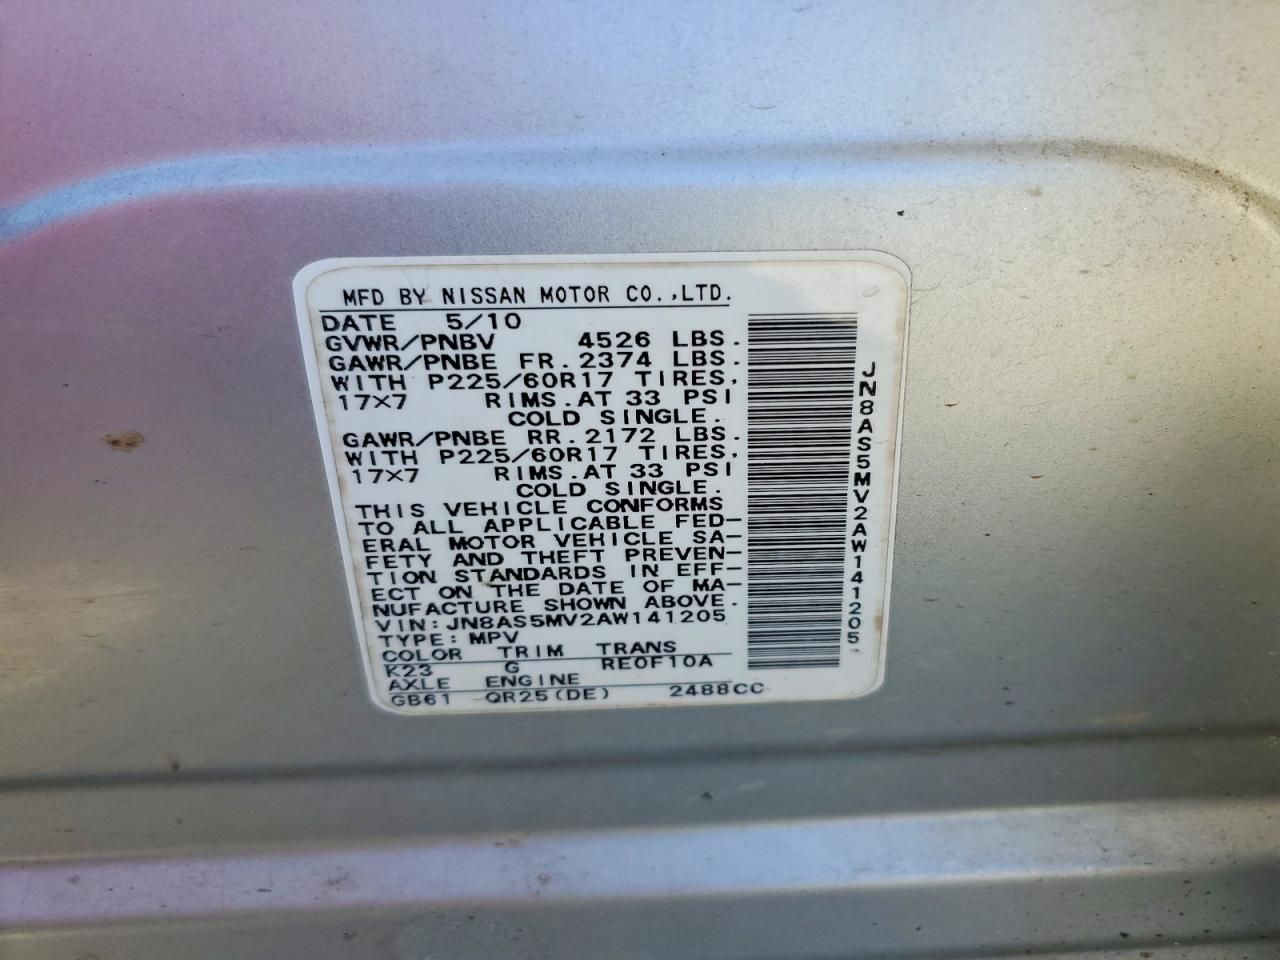 MFD BY NISSAN MOTOR CO.,LTD.
DATE 5/10
GVWR/PNBV 4526 LBS.
GAWR/PNBE FR.2374 LBS.
WITH P225/60R17 TIRES,
17×7 RIMS.AT 33 PSI
COLD SINGLE.
GAWR/PNBE RR.2172 LBS.
WITH P225/60R17 TIRES,
17×7 RIMS.AT 33 PSI
COLD SINGLE.
THIS VEHICLE CONFORMS
TO ALL APPLICABLE FED-
ERAL MOTOR VEHICLE SA-
FETY AND THEFT PREVEN-
TION STANDARDS IN EFF-
ECT ON THE DATE OF MA-
NUFACTURE SHOWN ABOVE.
VIN:JN8AS5MV2AW141205
TYPE:MPV
COLOR TRIM TRANS
K23 G RE0F10A
AXLE ENGINE
GB61 QR25(DE) 2488CC
JN8AS5MV2AW141205